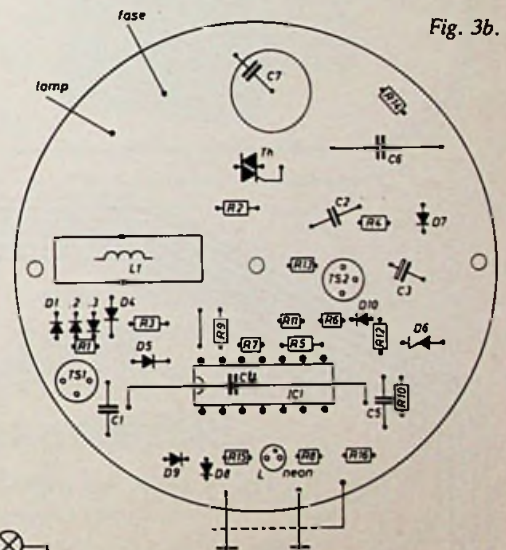 Fig. 3b.
fase
lamp
C7
R14
C6
Th
R2
C2
R4
D7
L1
R13
TS2
C3
D1 2 3 D4
D10
R3
R9
R11
R6
R12
D6
R1
R7
R5
D5
TS1
C4
IC1
C1
C5
R10
R15
R8
R16
D9
D8
L neon